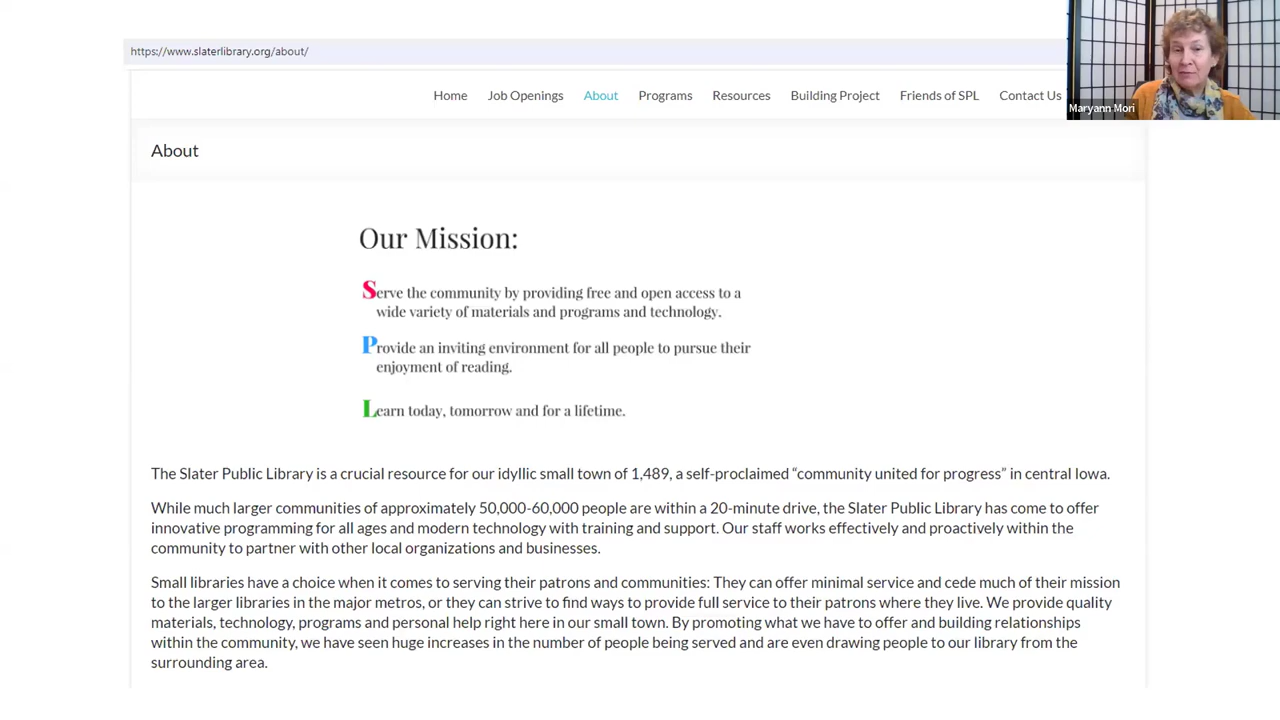 https://www.slaterlibrary.org/about/
Home Job Openings About Programs Resources Building Project Friends of SPL Contact Us
Maryann Mori
About
Our Mission:
Serve the community by providing free and open access to a
wide variety of materials and programs and technology.
Provide an inviting environment for all people to pursue their
enjoyment of reading.
Learn today, tomorrow and for a lifetime.
The Slater Public Library is a crucial resource for our idyllic small town of 1,489, a self-proclaimed “community united for progress” in central Iowa.
While much larger communities of approximately 50,000-60,000 people are within a 20-minute drive, the Slater Public Library has come to offer
innovative programming for all ages and modern technology with training and support. Our staff works effectively and proactively within the
community to partner with other local organizations and businesses.
Small libraries have a choice when it comes to serving their patrons and communities: They can offer minimal service and cede much of their mission
to the larger libraries in the major metros, or they can strive to find ways to provide full service to their patrons where they live. We provide quality
materials, technology, programs and personal help right here in our small town. By promoting what we have to offer and building relationships
within the community, we have seen huge increases in the number of people being served and are even drawing people to our library from the
surrounding area.